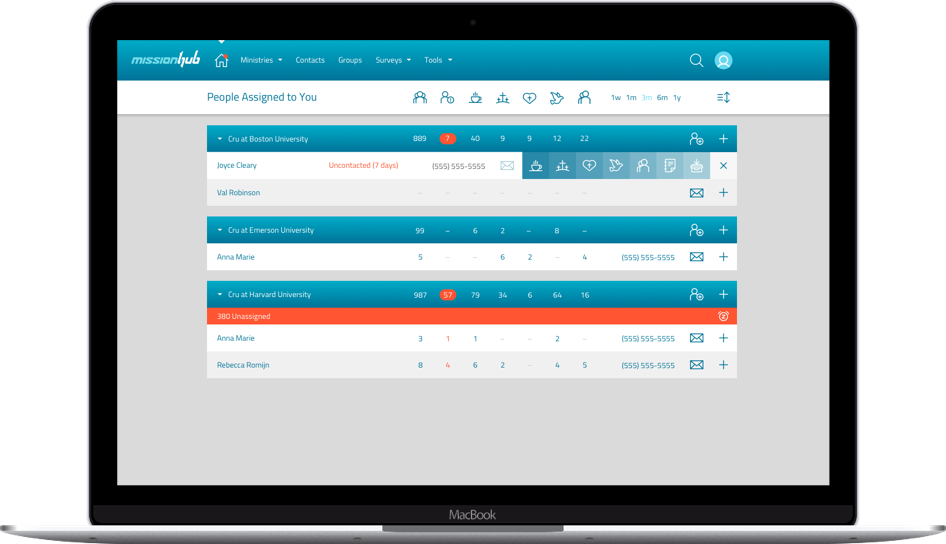 missionhub Ministries Contacts Groups Surveys Tools
People Assigned to You 1w 1m 3m 6m 1y
Cru at Boston University 889 7 40 9 9 12 22
Joyce Cleary Uncontacted (7 days) (555) 555-5555
Val Robinson – – – – – – –
Cru at Emerson University 99 – 6 2 – 8 –
Anna Marie 5 – – 6 2 – 4 (555) 555-5555
Cru at Harvard University 987 57 79 34 6 64 16
380 Unassigned
Anna Marie 3 1 1 – – 2 – (555) 555-5555
Rebecca Romijn 8 4 6 2 – 4 5 (555) 555-5555
MacBook